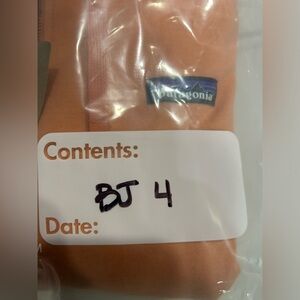 patagonia
Contents:
BJ 4
Date: